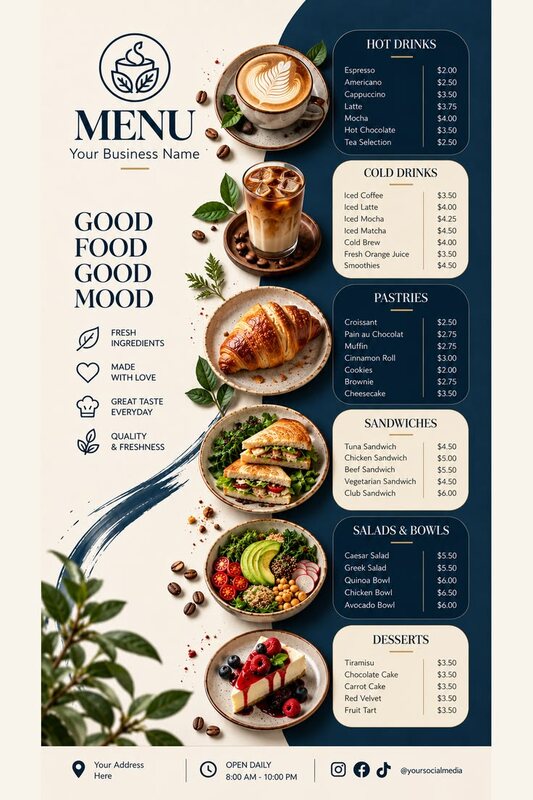 MENU
Your Business Name
GOOD
FOOD
GOOD
MOOD
FRESH
INGREDIENTS
MADE
WITH LOVE
GREAT TASTE
EVERYDAY
QUALITY
& FRESHNESS
HOT DRINKS
Espresso $2.00
Americano $2.50
Cappuccino $3.50
Latte $3.75
Mocha $4.00
Hot Chocolate $3.50
Tea Selection $2.50
COLD DRINKS
Iced Coffee $3.50
Iced Latte $4.00
Iced Mocha $4.25
Iced Matcha $4.50
Cold Brew $4.00
Fresh Orange Juice $3.50
Smoothies $4.50
PASTRIES
Croissant $2.50
Pain au Chocolat $2.75
Muffin $2.75
Cinnamon Roll $3.00
Cookies $2.00
Brownie $2.75
Cheesecake $3.50
SANDWICHES
Tuna Sandwich $4.50
Chicken Sandwich $5.00
Beef Sandwich $5.50
Vegetarian Sandwich $4.50
Club Sandwich $6.00
SALADS & BOWLS
Caesar Salad $5.50
Greek Salad $5.50
Quinoa Bowl $6.00
Chicken Bowl $6.50
Avocado Bowl $6.00
DESSERTS
Tiramisu $3.50
Chocolate Cake $3.50
Carrot Cake $3.50
Red Velvet $3.50
Fruit Tart $3.50
Your Address
Here
OPEN DAILY
8:00 AM - 10:00 PM
@yoursocialmedia